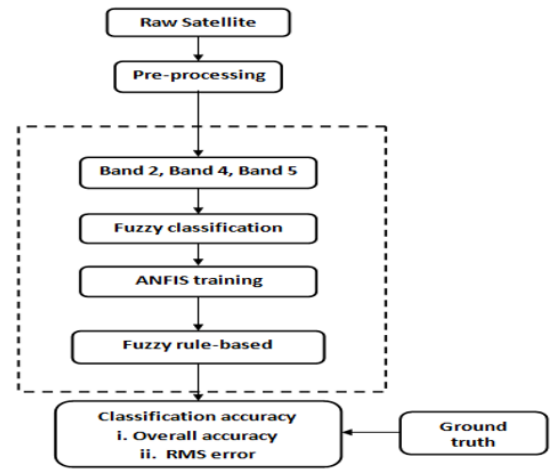 Raw Satellite
Pre-processing
Band 2, Band 4, Band 5
Fuzzy classification
ANFIS training
Fuzzy rule-based
Classification accuracy
i. Overall accuracy
ii. RMS error
Ground
truth